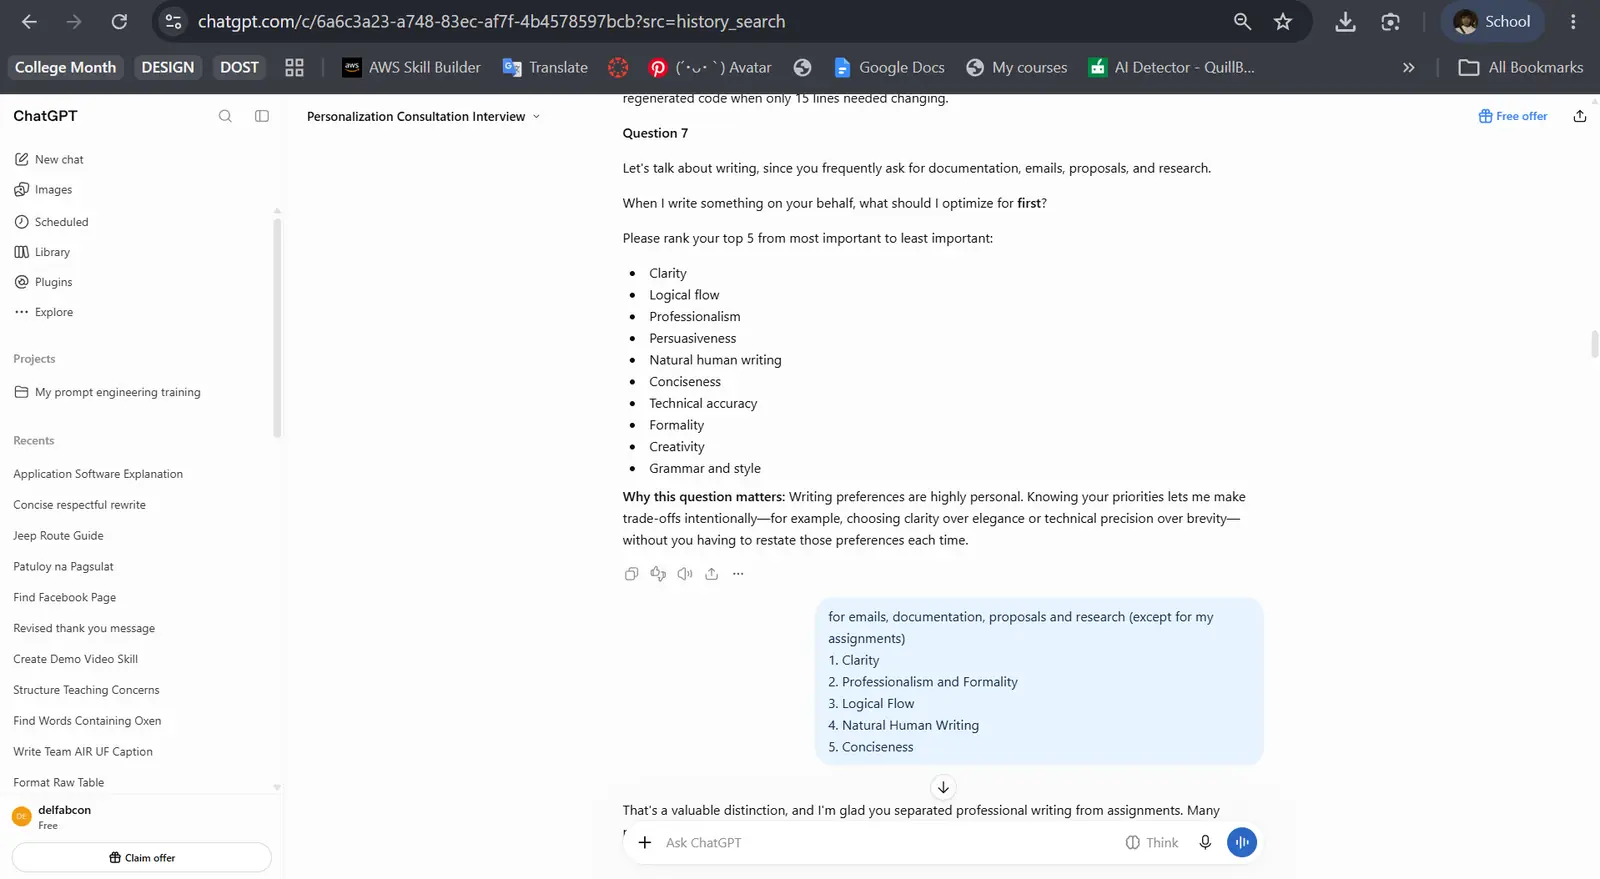 chatgpt.com/c/6a6c3a23-a748-83ec-af7f-4b4578597bcb?src=history_search
School
College Month
DESIGN
DOST
AWS Skill Builder
Translate
(´･ᴗ･`) Avatar
Google Docs
My courses
AI Detector - QuillB...
All Bookmarks
ChatGPT
New chat
Images
Scheduled
Library
Plugins
Explore
Projects
My prompt engineering training
Recents
Application Software Explanation
Concise respectful rewrite
Jeep Route Guide
Patuloy na Pagsulat
Find Facebook Page
Revised thank you message
Create Demo Video Skill
Structure Teaching Concerns
Find Words Containing Oxen
Write Team AIR UF Caption
Format Raw Table
DE
delfabcon
Free
Claim offer
Personalization Consultation Interview
Free offer
regenerated code when only 15 lines needed changing.
Question 7
Let's talk about writing, since you frequently ask for documentation, emails, proposals, and research.
When I write something on your behalf, what should I optimize for first?
Please rank your top 5 from most important to least important:
• Clarity
• Logical flow
• Professionalism
• Persuasiveness
• Natural human writing
• Conciseness
• Technical accuracy
• Formality
• Creativity
• Grammar and style
Why this question matters: Writing preferences are highly personal. Knowing your priorities lets me make
trade-offs intentionally—for example, choosing clarity over elegance or technical precision over brevity—
without you having to restate those preferences each time.
for emails, documentation, proposals and research (except for my
assignments)
1. Clarity
2. Professionalism and Formality
3. Logical Flow
4. Natural Human Writing
5. Conciseness
That's a valuable distinction, and I'm glad you separated professional writing from assignments. Many
Ask ChatGPT
Think